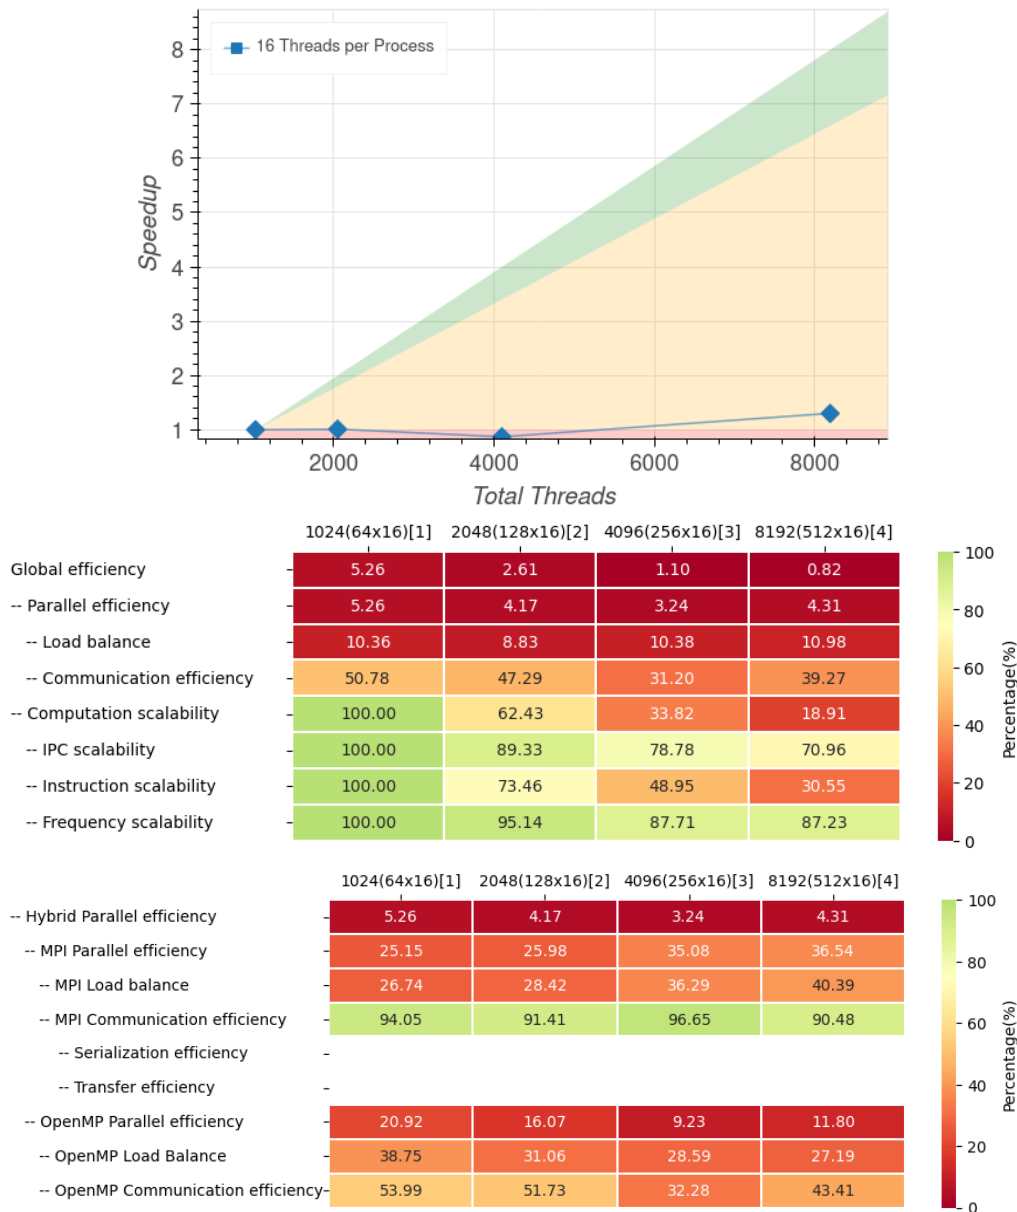 8
7
6
5
4
3
2
1
Speedup
16 Threads per Process
2000 4000 6000 8000
Total Threads
1024(64x16)[1] 2048(128x16)[2] 4096(256x16)[3] 8192(512x16)[4]
Global efficiency 5.26 2.61 1.10 0.82
-- Parallel efficiency 5.26 4.17 3.24 4.31
-- Load balance 10.36 8.83 10.38 10.98
-- Communication efficiency 50.78 47.29 31.20 39.27
-- Computation scalability 100.00 62.43 33.82 18.91
-- IPC scalability 100.00 89.33 78.78 70.96
-- Instruction scalability 100.00 73.46 48.95 30.55
-- Frequency scalability 100.00 95.14 87.71 87.23
100
80
60
40
20
0
Percentage(%)
1024(64x16)[1] 2048(128x16)[2] 4096(256x16)[3] 8192(512x16)[4]
-- Hybrid Parallel efficiency 5.26 4.17 3.24 4.31
-- MPI Parallel efficiency 25.15 25.98 35.08 36.54
-- MPI Load balance 26.74 28.42 36.29 40.39
-- MPI Communication efficiency 94.05 91.41 96.65 90.48
-- Serialization efficiency
-- Transfer efficiency
-- OpenMP Parallel efficiency 20.92 16.07 9.23 11.80
-- OpenMP Load Balance 38.75 31.06 28.59 27.19
-- OpenMP Communication efficiency 53.99 51.73 32.28 43.41
100
80
60
40
20
0
Percentage(%)